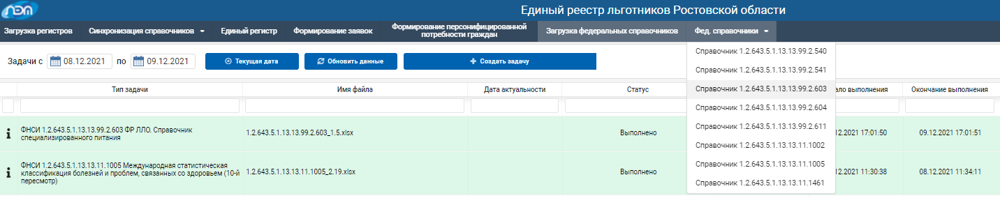 ЛЭМ
Единый реестр льготников Ростовской области
Загрузка регистров
Синхронизация справочников
Единый регистр
Формирование заявок
Формирование персонифицированной
потребности граждан
Загрузка федеральных справочников
Фед. справочники
Задачи с 08.12.2021 по 09.12.2021
Текущая дата
Обновить данные
Создать задачу
Справочник 1.2.643.5.1.13.13.99.2.540
Справочник 1.2.643.5.1.13.13.99.2.541
Справочник 1.2.643.5.1.13.13.99.2.603
Справочник 1.2.643.5.1.13.13.99.2.604
Справочник 1.2.643.5.1.13.13.99.2.611
Справочник 1.2.643.5.1.13.13.11.1002
Справочник 1.2.643.5.1.13.13.11.1005
Справочник 1.2.643.5.1.13.13.11.1461
Тип задачи
Имя файла
Дата актуальности
Статус
ало выполнения
Окончание выполнения
ФНСИ 1.2.643.5.1.13.13.99.2.603 ФР ЛЛО. Справочник
специализированного питания
1.2.643.5.1.13.13.99.2.603_1.5.xlsx
Выполнено
12.2021 17:01:50
09.12.2021 17:01:51
ФНСИ 1.2.643.5.1.13.13.11.1005 Международная статистическая
классификация болезней и проблем, связанных со здоровьем (10-й
пересмотр)
1.2.643.5.1.13.13.11.1005_2.19.xlsx
Выполнено
12.2021 11:30:38
08.12.2021 11:34:11